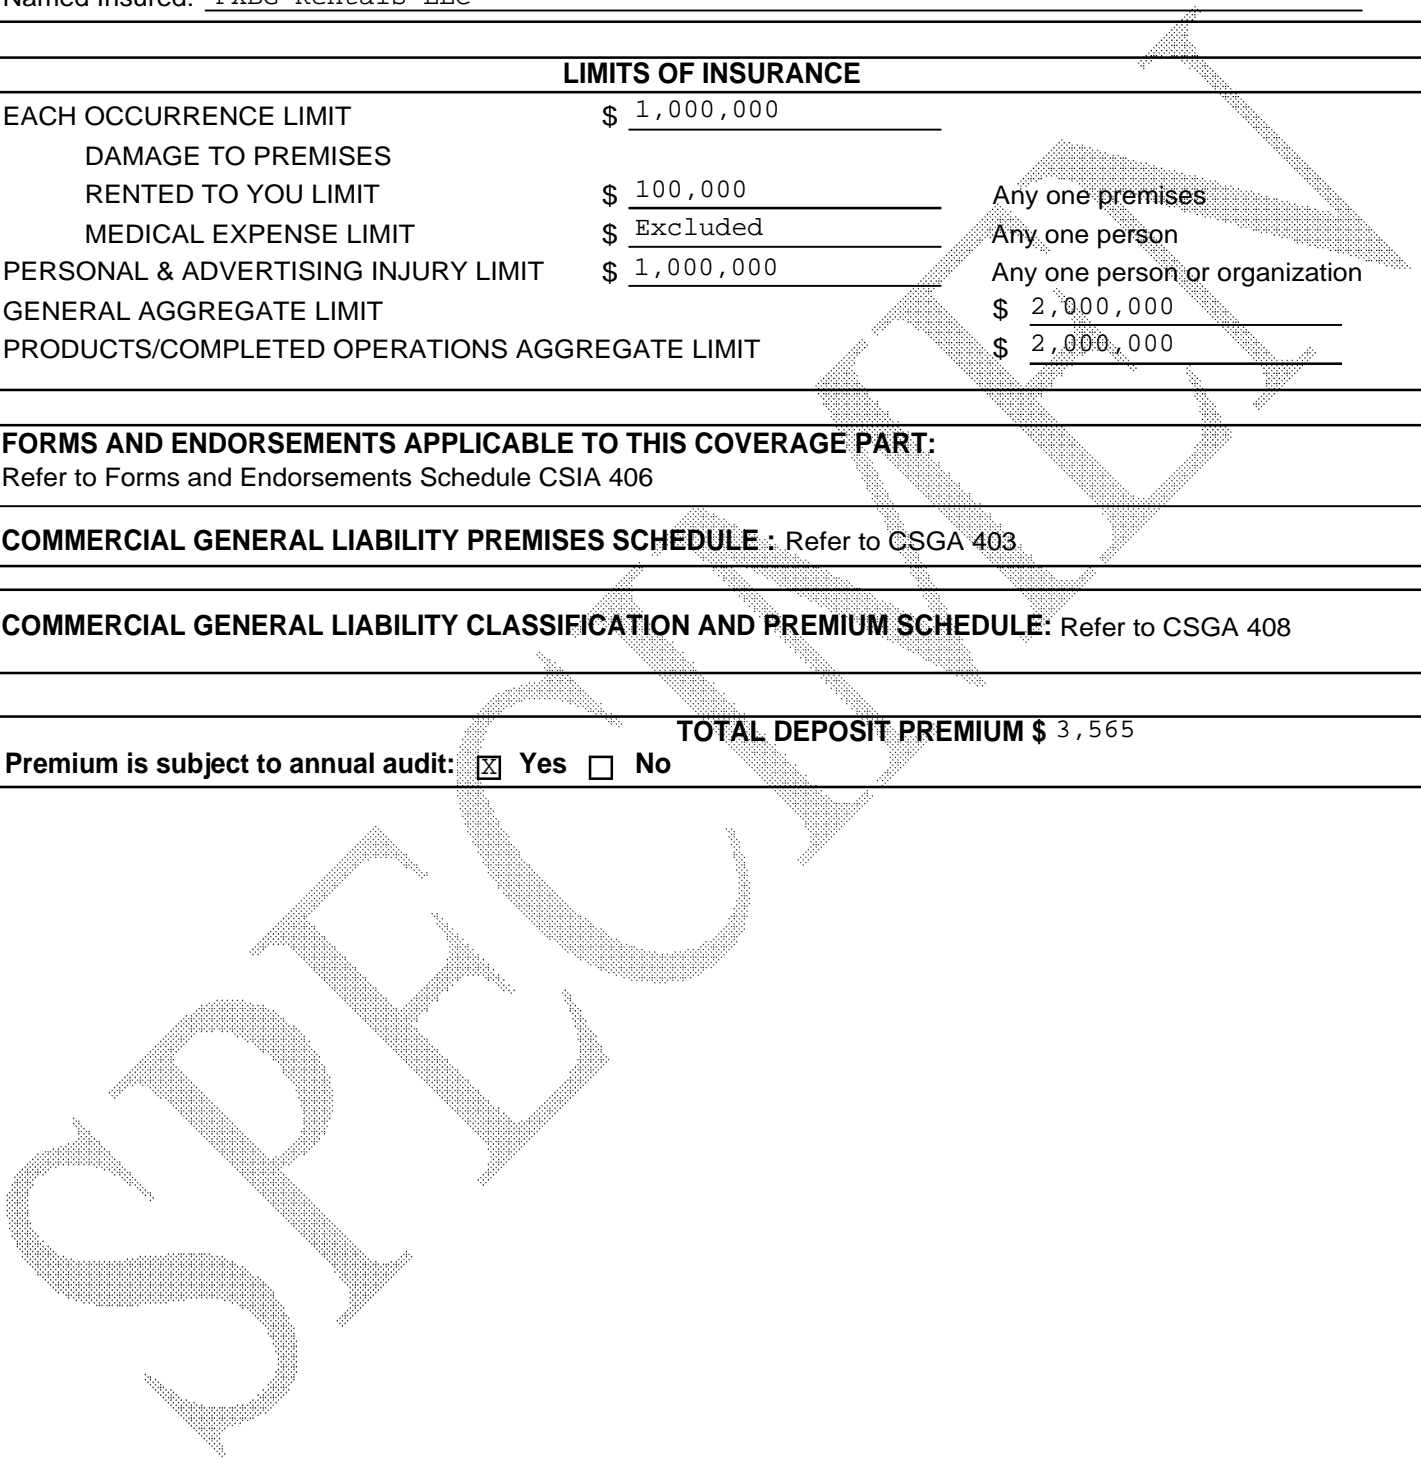 Named Insured: Rentals LLC
LIMITS OF INSURANCE
EACH OCCURRENCE LIMIT $ 1,000,000
DAMAGE TO PREMISES
RENTED TO YOU LIMIT $ 100,000 Any one premises
MEDICAL EXPENSE LIMIT $ Excluded Any one person
PERSONAL & ADVERTISING INJURY LIMIT $ 1,000,000 Any one person or organization
GENERAL AGGREGATE LIMIT $ 2,000,000
PRODUCTS/COMPLETED OPERATIONS AGGREGATE LIMIT $ 2,000,000
FORMS AND ENDORSEMENTS APPLICABLE TO THIS COVERAGE PART:
Refer to Forms and Endorsements Schedule CSIA 406
COMMERCIAL GENERAL LIABILITY PREMISES SCHEDULE : Refer to CSGA 403
COMMERCIAL GENERAL LIABILITY CLASSIFICATION AND PREMIUM SCHEDULE: Refer to CSGA 408
TOTAL DEPOSIT PREMIUM $ 3,565
Premium is subject to annual audit: X Yes No
SPECIMEN